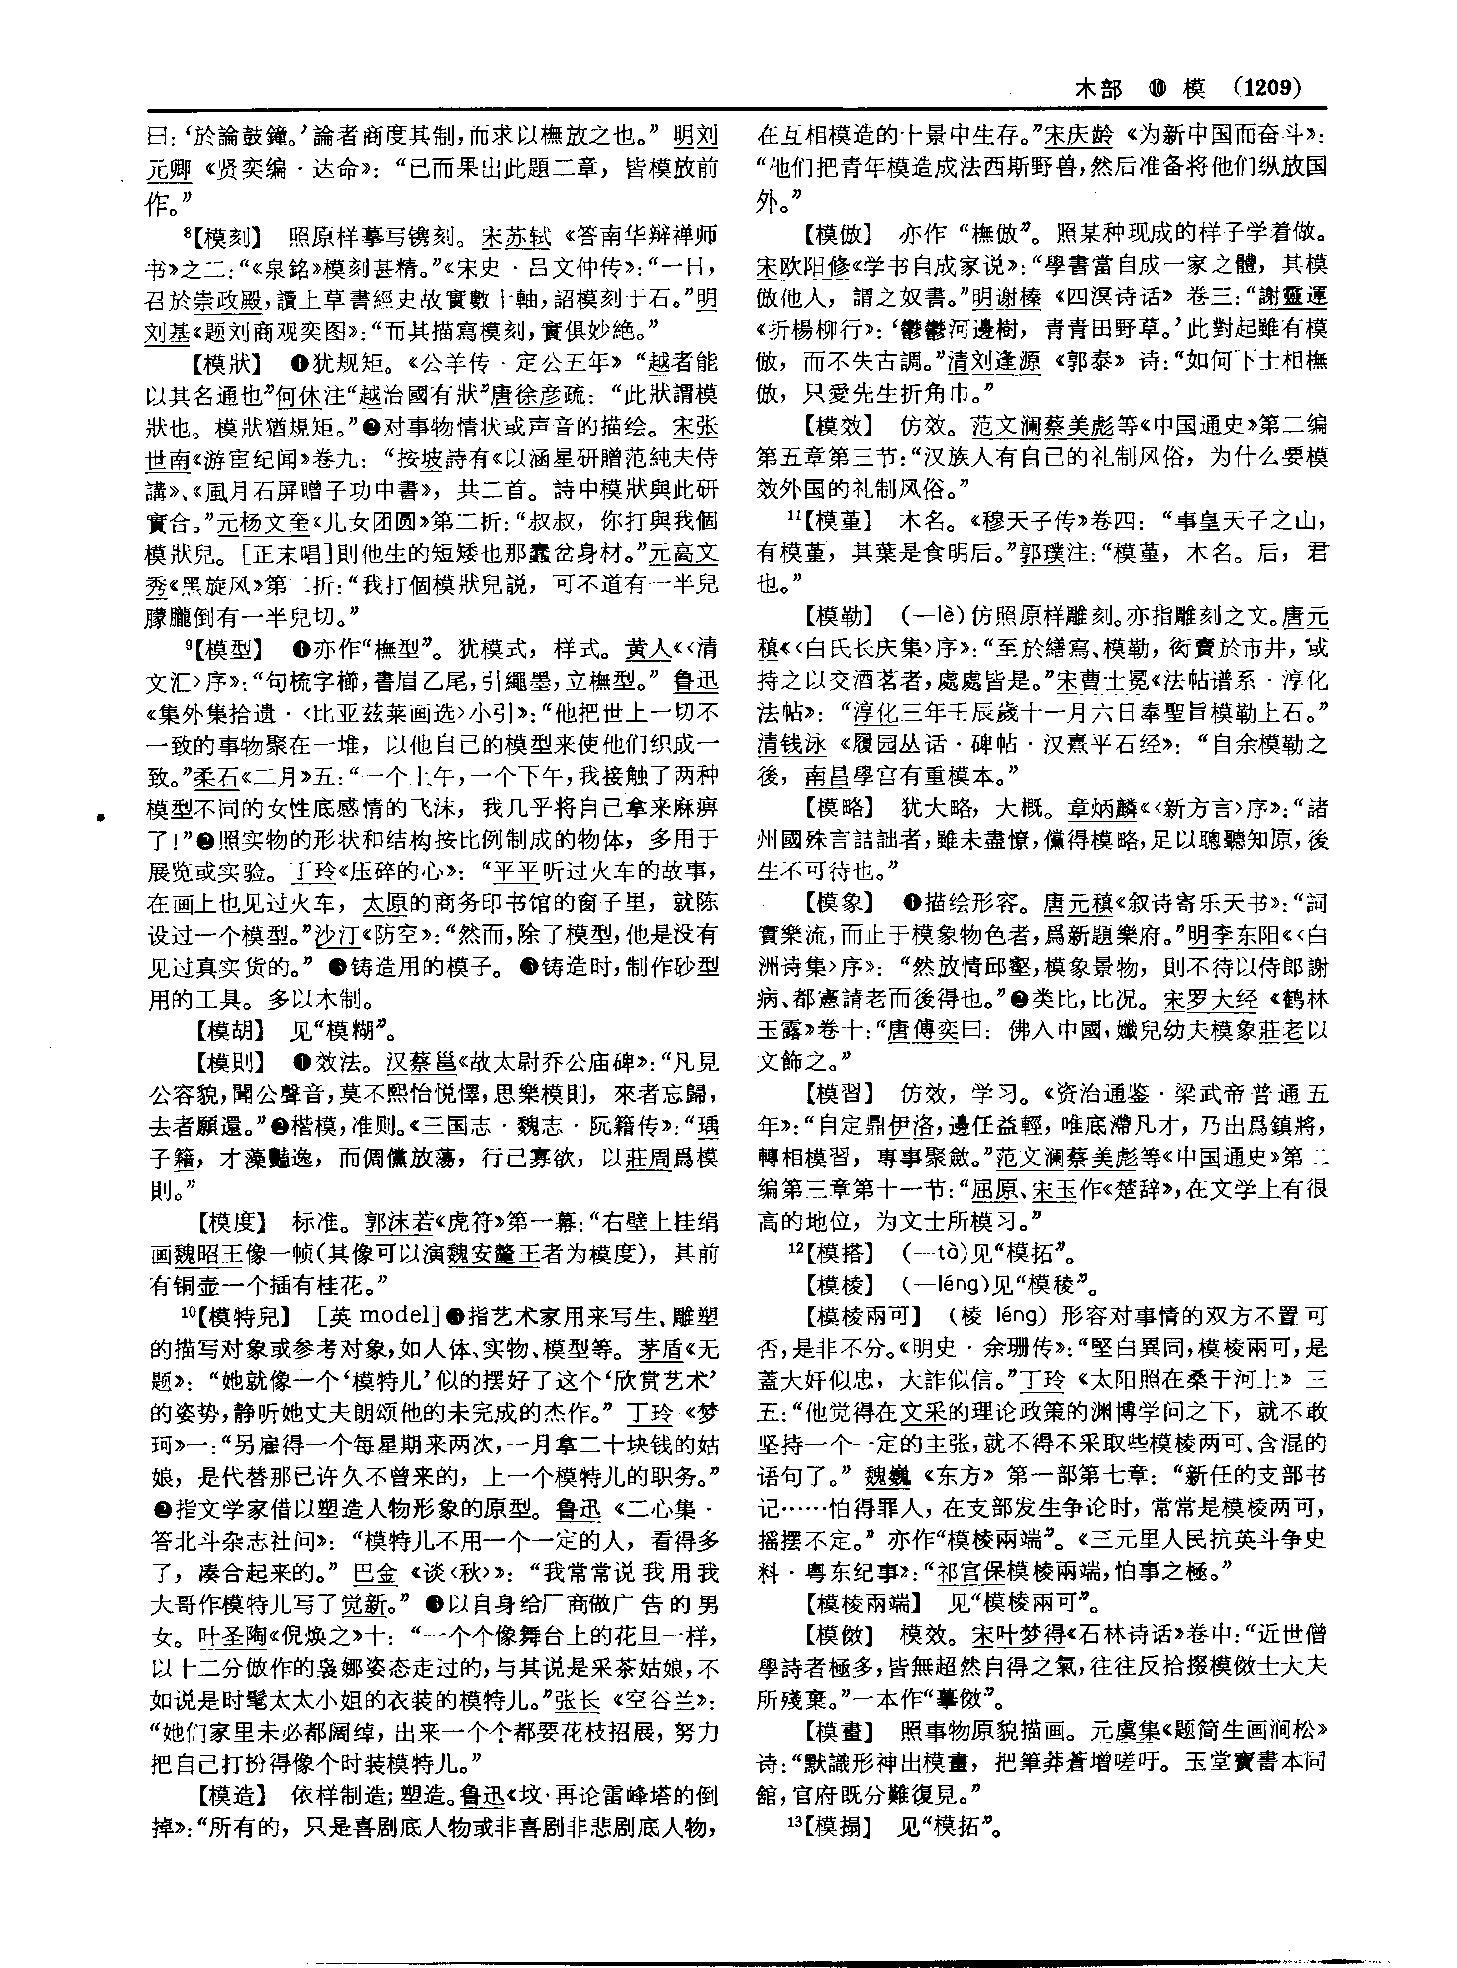 木部 ⑩ 模 (1209)
曰：‘於論鼓鐘。’論者商度其制，而求以橅放之也。” 明刘
元卿《贤奕编·达命》：“已而果出此題二章，皆模放前
作。”
⁸【模刻】 照原样摹写镌刻。宋苏轼《答南华辩禅师
书》之二：“《泉銘》模刻甚精。”《宋史·吕文仲传》：“一日，
召於崇政殿，讀上草書經史故實數十軸，詔模刻于石。”明
刘基《题刘商观奕图》：“而其描寫模刻，實俱妙絶。”
【模狀】 ❶犹规矩。《公羊传·定公五年》“越者能
以其名通也”何休注“越治國有狀”唐徐彦疏：“此狀謂模
狀也。模狀猶規矩。”❷对事物情状或声音的描绘。宋张
世南《游宦纪闻》卷九：“按坡詩有《以涵星研贈范純夫侍
講》、《風月石屏贈子功中書》，共二首。詩中模狀與此研
實合。”元杨文奎《儿女团圆》第二折：“叔叔，你打與我個
模狀兒。[正末唱]則他生的短矮也那蠢岔身材。”元高文
秀《黑旋风》第二折：“我打個模狀兒説，可不道有一半兒
朦朧倒有一半兒切。”
⁹【模型】 ❶亦作“橅型”。犹模式，样式。黄人《〈清
文汇〉序》：“句梳字櫛，書眉乙尾，引繩墨，立橅型。” 鲁迅
《集外集拾遗·〈比亚兹莱画选〉小引》：“他把世上一切不
一致的事物聚在一堆，以他自己的模型来使他们织成一
致。”柔石《二月》五：“一个上午，一个下午，我接触了两种
模型不同的女性底感情的飞沫，我几乎将自己拿来麻痹
了！”❷照实物的形状和结构按比例制成的物体，多用于
展览或实验。丁玲《压碎的心》：“平平听过火车的故事，
在画上也见过火车，太原的商务印书馆的窗子里，就陈
设过一个模型。”沙汀《防空》：“然而，除了模型，他是没有
见过真实货的。” ❸铸造用的模子。❹铸造时，制作砂型
用的工具。多以木制。
【模胡】 见“模糊”。
【模則】 ❶效法。汉蔡邕《故太尉乔公庙碑》：“凡見
公容貌，聞公聲音，莫不熙怡悦懌，思樂模則，來者忘歸，
去者願還。”❷楷模，准则。《三国志·魏志·阮籍传》：“瑀
子籍，才藻豔逸，而倜儻放蕩，行己寡欲，以莊周爲模
則。”
【模度】 标准。郭沫若《虎符》第一幕：“右壁上挂绢
画魏昭王像一帧(其像可以演魏安釐王者为模度)，其前
有铜壶一个插有桂花。”
¹⁰【模特兒】 [英 model]❶指艺术家用来写生、雕塑
的描写对象或参考对象，如人体、实物、模型等。茅盾《无
题》：“她就像一个‘模特儿’似的摆好了这个‘欣赏艺术’
的姿势，静听她丈夫朗颂他的未完成的杰作。” 丁玲《梦
珂》一：“另雇得一个每星期来两次，一月拿二十块钱的姑
娘，是代替那已许久不曾来的，上一个模特儿的职务。”
❷指文学家借以塑造人物形象的原型。鲁迅《二心集·
答北斗杂志社问》：“模特儿不用一个一定的人，看得多
了，凑合起来的。” 巴金《谈〈秋〉》：“我常常说我用我
大哥作模特儿写了觉新。” ❸以自身给厂商做广告的男
女。叶圣陶《倪焕之》十：“一个个像舞台上的花旦一样，
以十二分做作的袅娜姿态走过的，与其说是采茶姑娘，不
如说是时髦太太小姐的衣装的模特儿。”张长《空谷兰》：
“她们家里未必都阔绰，出来一个个都要花枝招展，努力
把自己打扮得像个时装模特儿。”
【模造】 依样制造；塑造。鲁迅《坟·再论雷峰塔的倒
掉》：“所有的，只是喜剧底人物或非喜剧非悲剧底人物，
在互相模造的十景中生存。”宋庆龄《为新中国而奋斗》：
“他们把青年模造成法西斯野兽，然后准备将他们纵放国
外。”
【模倣】 亦作“橅倣”。照某种现成的样子学着做。
宋欧阳修《学书自成家说》：“學書當自成一家之體，其模
倣他人，謂之奴書。”明谢榛《四溟诗话》卷三：“謝靈運
《折楊柳行》：‘鬱鬱河邊樹，青青田野草。’此對起雖有模
倣，而不失古調。”清刘逢源《郭泰》诗：“如何下士相橅
倣，只愛先生折角巾。”
【模效】 仿效。范文澜蔡美彪等《中国通史》第二编
第五章第三节：“汉族人有自己的礼制风俗，为什么要模
效外国的礼制风俗。”
¹¹【模菫】 木名。《穆天子传》卷四：“事皇天子之山，
有模菫，其葉是食明后。”郭璞注：“模菫，木名。后，君
也。”
【模勒】 (—lè)仿照原样雕刻。亦指雕刻之文。唐元
稹《〈白氏长庆集〉序》：“至於繕寫、模勒，衒賣於市井，或
持之以交酒茗者，處處皆是。”宋曹士冕《法帖谱系·淳化
法帖》：“淳化三年壬辰歲十一月六日奉聖旨模勒上石。”
清钱泳《履园丛话·碑帖·汉熹平石经》：“自余模勒之
後，南昌學宫有重模本。”
【模略】 犹大略，大概。章炳麟《〈新方言〉序》：“諸
州國殊言詰詘者，雖未盡憭，儻得模略，足以聰聽知原，後
生不可待也。”
【模象】 ❶描绘形容。唐元稹《叙诗寄乐天书》：“詞
實樂流，而止于模象物色者，爲新題樂府。”明李东阳《〈白
洲诗集〉序》：“然放情邱壑，模象景物，則不待以侍郎謝
病、都憲請老而後得也。”❷类比，比况。宋罗大经《鹤林
玉露》卷十：“唐傅奕曰：佛入中國，孅兒幼夫模象莊老以
文飾之。”
【模習】 仿效，学习。《资治通鉴·梁武帝普通五
年》：“自定鼎伊洛，邊任益輕，唯底滯凡才，乃出爲鎮將，
轉相模習，專事聚斂。”范文澜蔡美彪等《中国通史》第二
编第三章第十一节：“屈原、宋玉作《楚辞》，在文学上有很
高的地位，为文士所模习。”
¹²【模搭】 (—tà)见“模拓”。
【模棱】 (—léng)见“模稜”。
【模棱兩可】 (棱 léng) 形容对事情的双方不置可
否，是非不分。《明史·余珊传》：“堅白異同，模棱兩可，是
蓋大奸似忠，大詐似信。”丁玲《太阳照在桑干河上》三
五：“他觉得在文采的理论政策的渊博学问之下，就不敢
坚持一个一定的主张，就不得不采取些模棱两可、含混的
语句了。” 魏巍《东方》第一部第七章：“新任的支部书
记……怕得罪人，在支部发生争论时，常常是模棱两可，
摇摆不定。” 亦作“模棱兩端”。《三元里人民抗英斗争史
料·粤东纪事》：“祁宫保模棱兩端，怕事之極。”
【模棱兩端】 见“模棱兩可”。
【模傚】 模效。宋叶梦得《石林诗话》卷中：“近世僧
學詩者極多，皆無超然自得之氣，往往反拾掇模傚士大夫
所殘棄。”一本作“摹傚”。
【模畫】 照事物原貌描画。元虞集《题简生画涧松》
诗：“默識形神出模畫，把筆莽蒼增嗟吁。玉堂寶書本同
館，官府既分難復見。”
¹³【模搨】 见“模拓”。